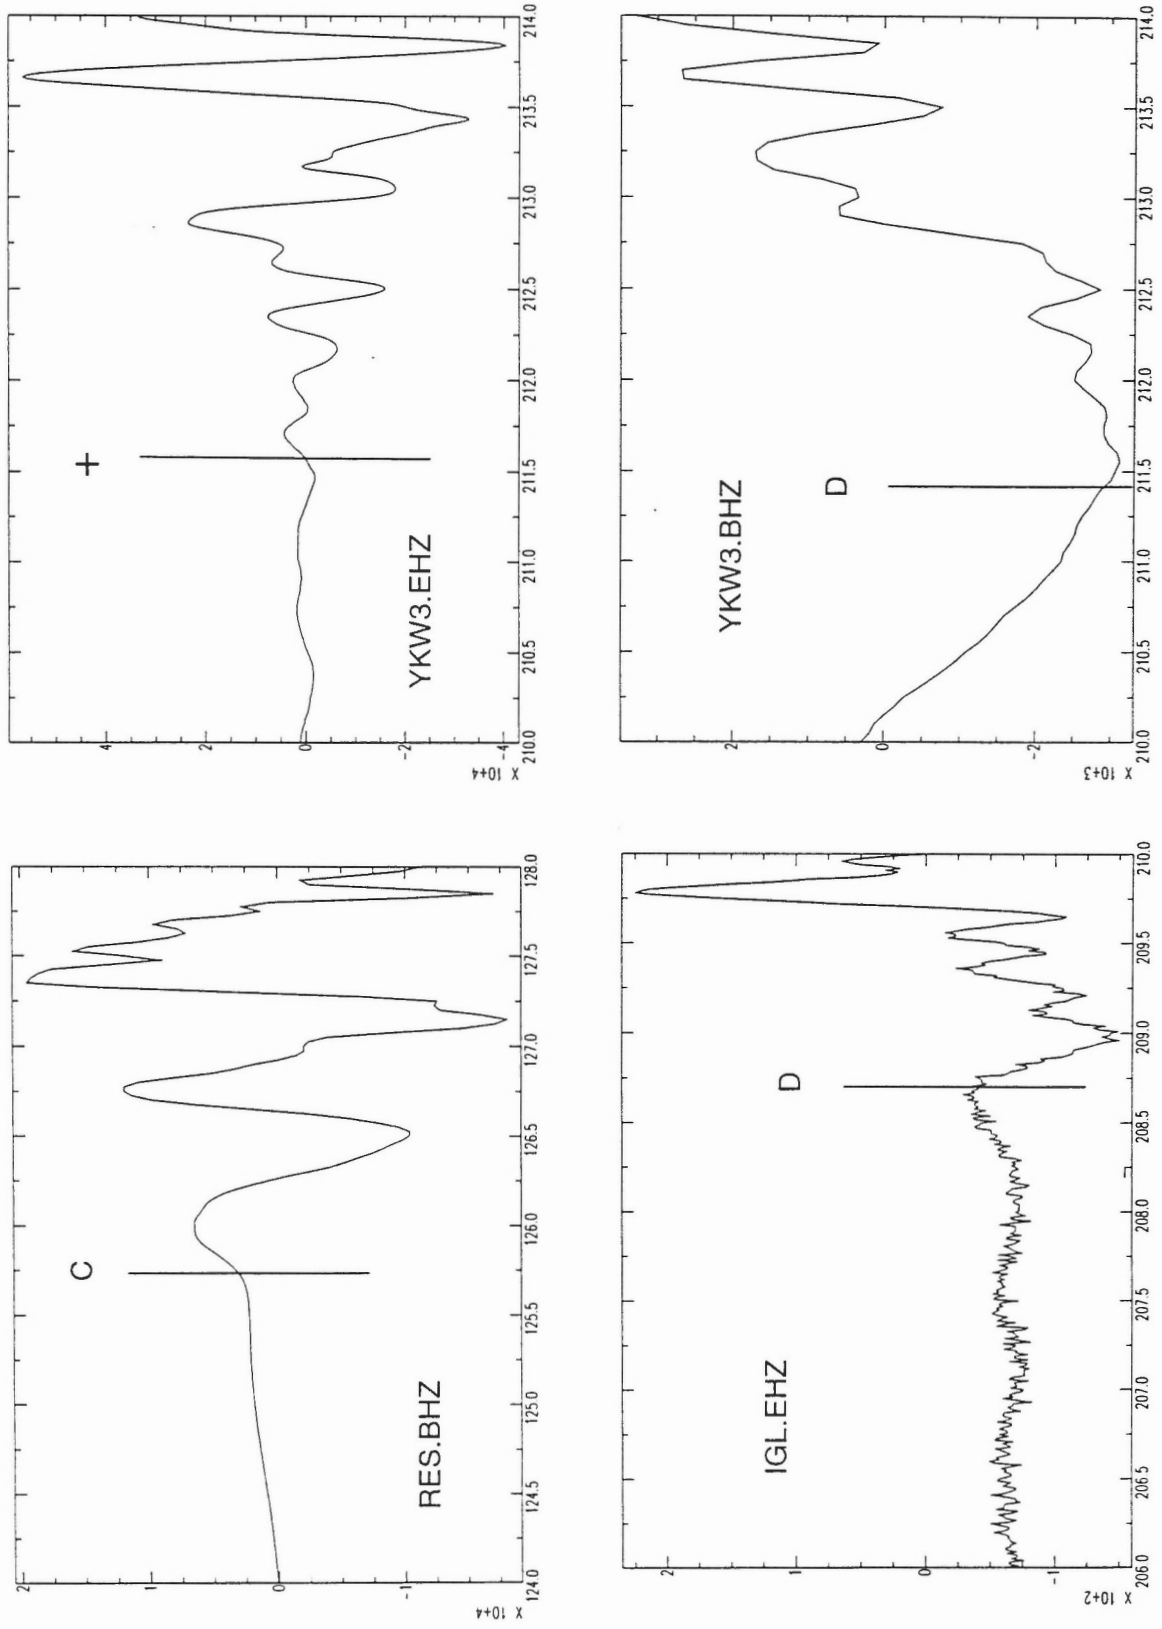 C
RES.BHZ
2
1
0
-1
X 10+4
124.0 124.5 125.0 125.5 126.0 126.5 127.0 127.5 128.0
+
YKW3.EHZ
4
2
0
-2
-4
X 10+4
210.0 210.5 211.0 211.5 212.0 212.5 213.0 213.5 214.0
D
IGL.EHZ
2
1
0
-1
X 10+2
206.0 206.5 207.0 207.5 208.0 208.5 209.0 209.5 210.0
D
YKW3.BHZ
2
0
-2
X 10+3
210.0 210.5 211.0 211.5 212.0 212.5 213.0 213.5 214.0